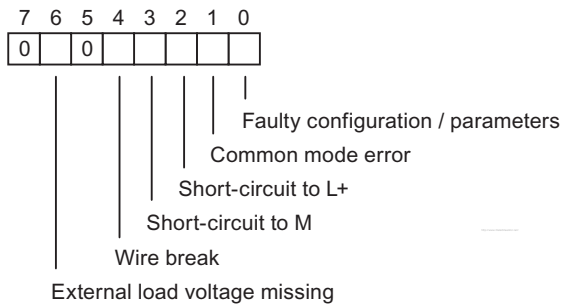 7 6 5 4 3 2 1 0
0 0
Faulty configuration / parameters
Common mode error
Short-circuit to L+
Short-circuit to M
Wire break
External load voltage missing